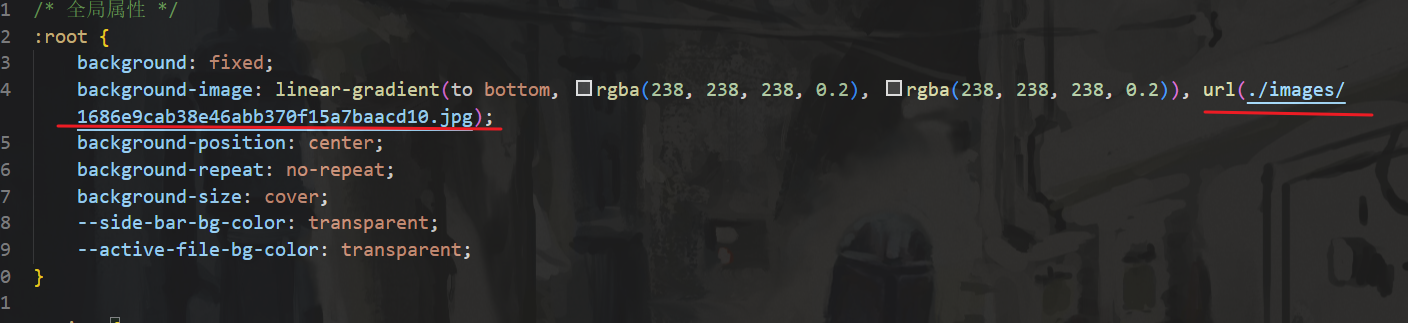 1 /* 全局属性 */
2 :root {
3 background: fixed;
4 background-image: linear-gradient(to bottom, rgba(238, 238, 238, 0.2), rgba(238, 238, 238, 0.2)), url(./images/
1686e9cab38e46abb370f15a7baacd10.jpg);
5 background-position: center;
6 background-repeat: no-repeat;
7 background-size: cover;
8 --side-bar-bg-color: transparent;
9 --active-file-bg-color: transparent;
0 }
1